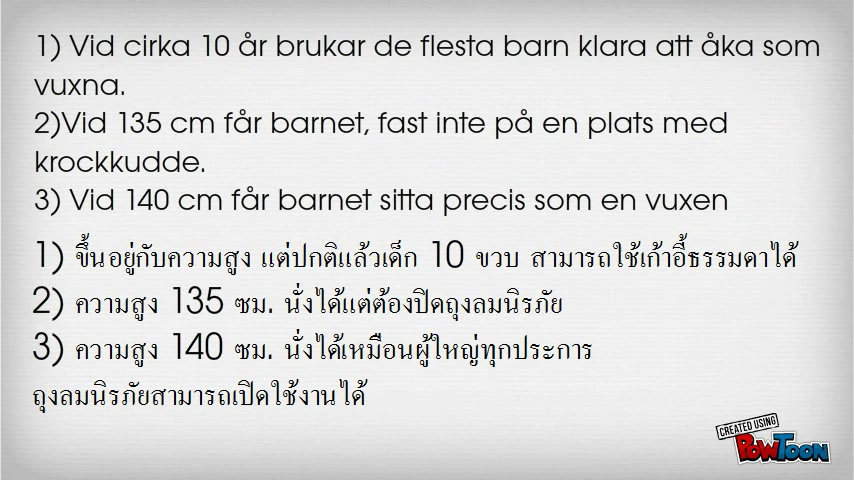 1) Vid cirka 10 år brukar de flesta barn klara att åka som
vuxna.
2)Vid 135 cm får barnet, fast inte på en plats med
krockkudde.
3) Vid 140 cm får barnet sitta precis som en vuxen
1) ขึ้นอยู่กับความสูง แต่ปกติแล้วเด็ก 10 ขวบ สามารถใช้เก้าอี้ธรรมดาได้
2) ความสูง 135 ซม. นั่งได้แต่ต้องปิดถุงลมนิรภัย
3) ความสูง 140 ซม. นั่งได้เหมือนผู้ใหญ่ทุกประการ
ถุงลมนิรภัยสามารถเปิดใช้งานได้
CREATED USING
POWTOON